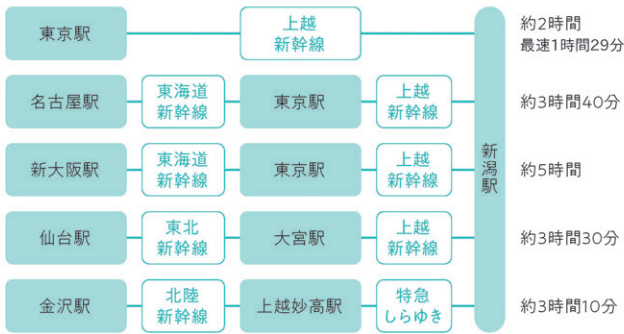 東京駅
上越
新幹線
約2時間
最速1時間29分
名古屋駅
東海道
新幹線
東京駅
上越
新幹線
約3時間40分
新大阪駅
東海道
新幹線
東京駅
上越
新幹線
約5時間
仙台駅
東北
新幹線
大宮駅
上越
新幹線
約3時間30分
金沢駅
北陸
新幹線
上越妙高駅
特急
しらゆき
約3時間10分
新潟駅